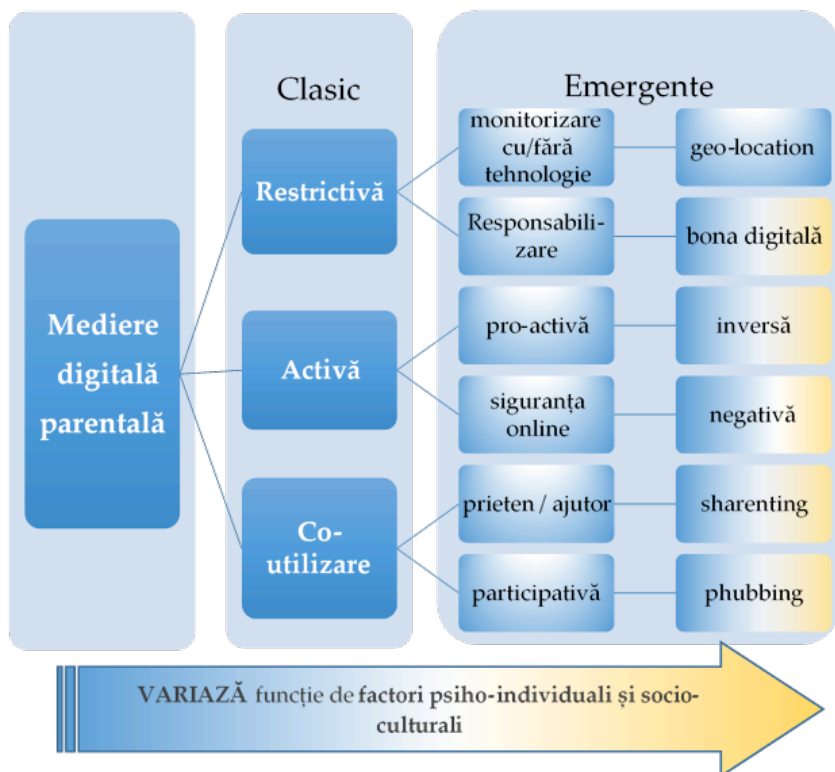 Mediere
digitală
parentală
Clasic
Restrictivă
Activă
Co-
utilizare
Emergente
monitorizare
cu/fără
tehnologie
geo-location
Responsabili-
zare
bona digitală
pro-activă
inversă
siguranța
online
negativă
prieten / ajutor
sharenting
participativă
phubbing
VARIAZĂ funcție de factori psiho-individuali și socio-
culturali